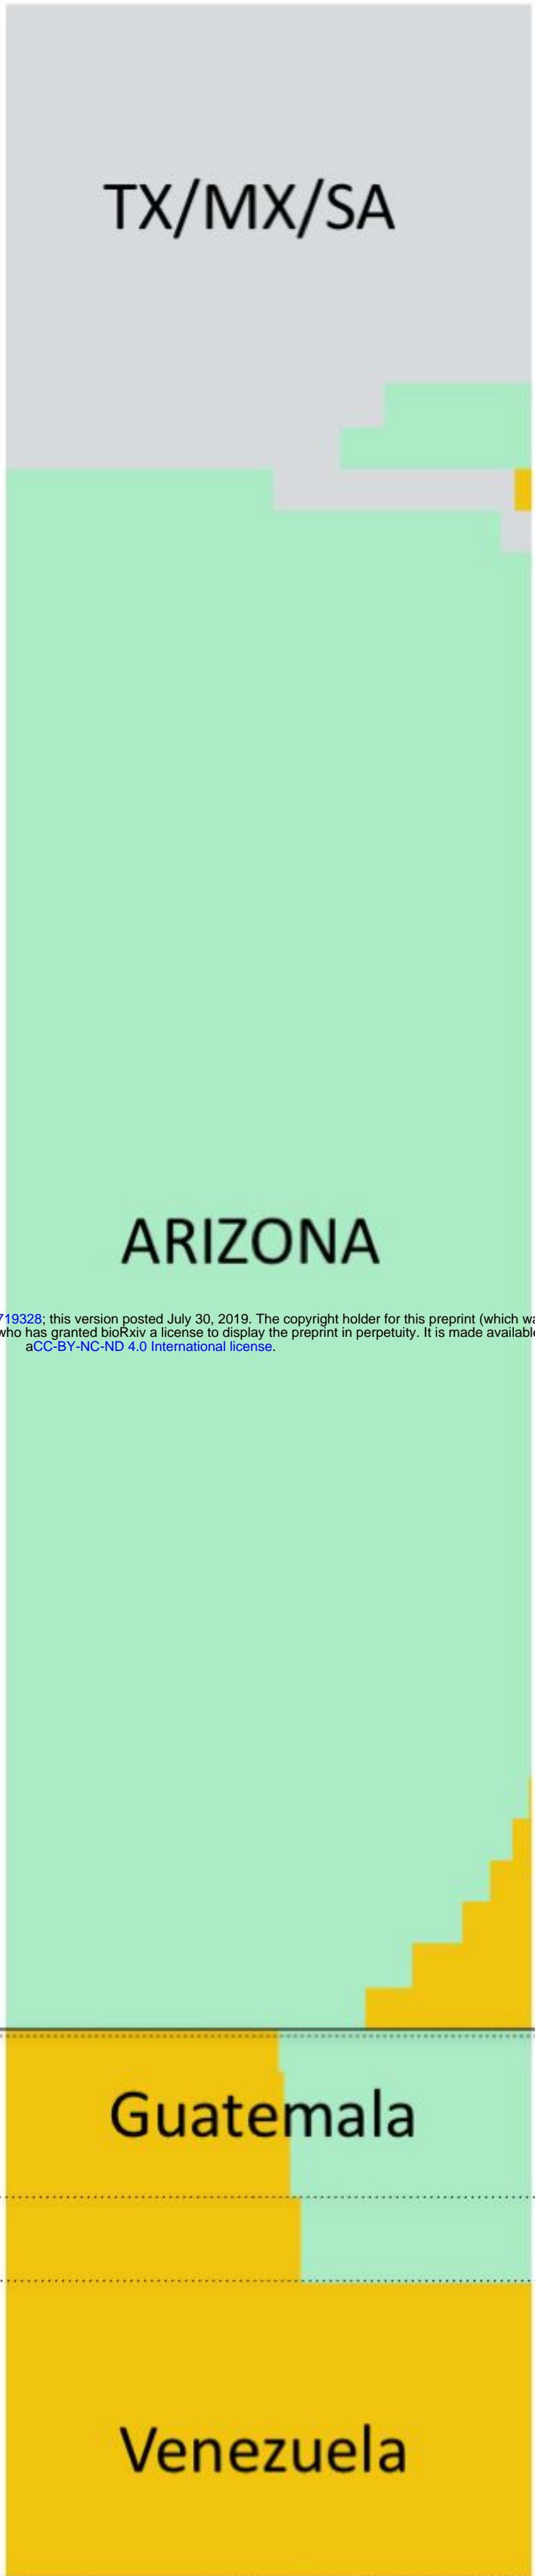 TX/MX/SA
ARIZONA
719328; this version posted July 30, 2019. The copyright holder for this preprint (which wa
who has granted bioRxiv a license to display the preprint in perpetuity. It is made available
aCC-BY-NC-ND 4.0 International license.
Guatemala
Venezuela